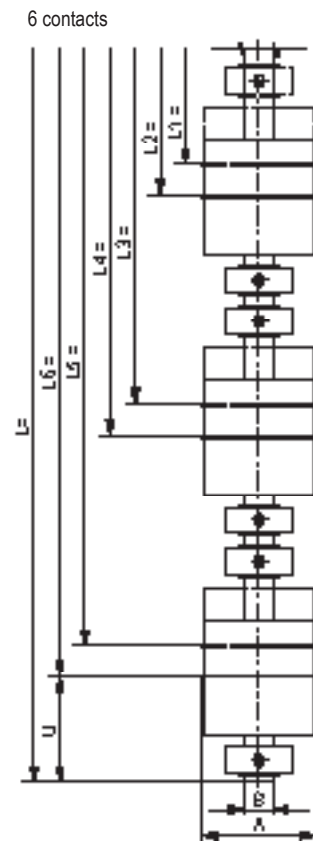 6 contacts
L1 =
L2 =
L3 =
L4 =
L5 =
L6 =
L=
U
B
A